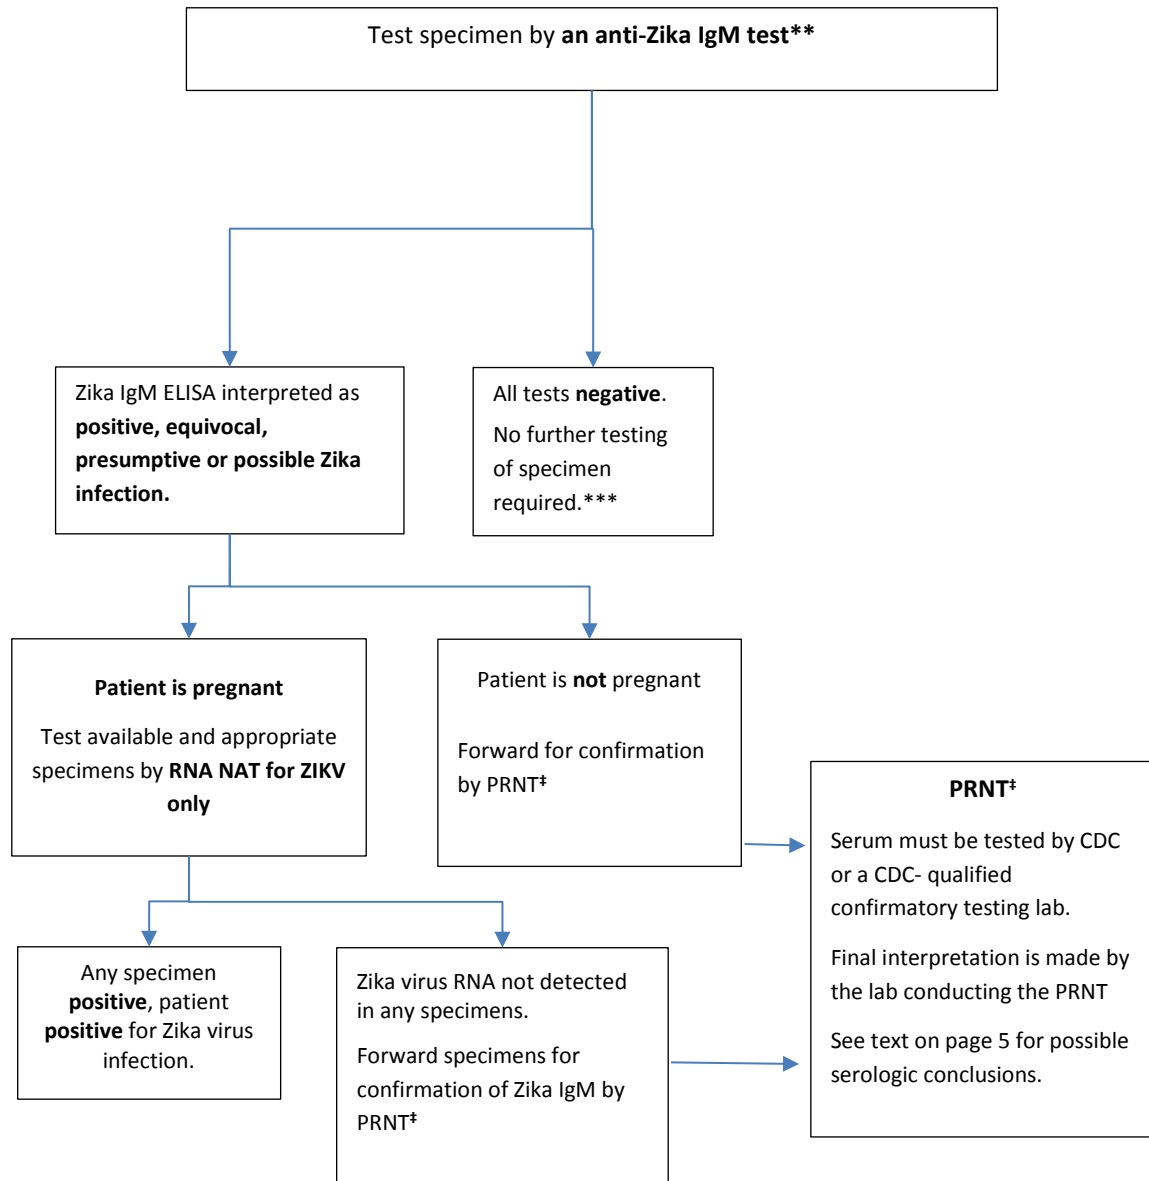 Test specimen by an anti-Zika IgM test**
Zika IgM ELISA interpreted as
positive, equivocal,
presumptive or possible Zika
infection.
All tests negative.
No further testing
of specimen
required.***
Patient is pregnant
Test available and appropriate
specimens by RNA NAT for ZIKV
only
Patient is not pregnant
Forward for confirmation
by PRNT‡
PRNT‡
Serum must be tested by CDC
or a CDC- qualified
confirmatory testing lab.
Final interpretation is made by
the lab conducting the PRNT
See text on page 5 for possible
serologic conclusions.
Any specimen
positive, patient
positive for Zika virus
infection.
Zika virus RNA not detected
in any specimens.
Forward specimens for
confirmation of Zika IgM by
PRNT‡